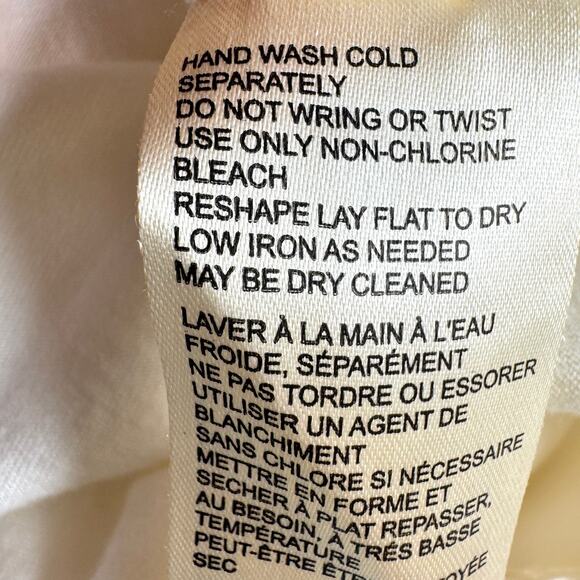 HAND WASH COLD
SEPARATELY
DO NOT WRING OR TWIST
USE ONLY NON-CHLORINE
BLEACH
RESHAPE LAY FLAT TO DRY
LOW IRON AS NEEDED
MAY BE DRY CLEANED
LAVER À LA MAIN À L'EAU
FROIDE, SÉPARÉMENT
NE PAS TORDRE OU ESSORER
UTILISER UN AGENT DE
BLANCHIMENT
SANS CHLORE SI NÉCESSAIRE
METTRE EN FORME ET
SECHER À PLAT REPASSER,
AU BESOIN, À TRÉS BASSE
TEMPÉRATURE
PEUT-ÊTRE
SEC